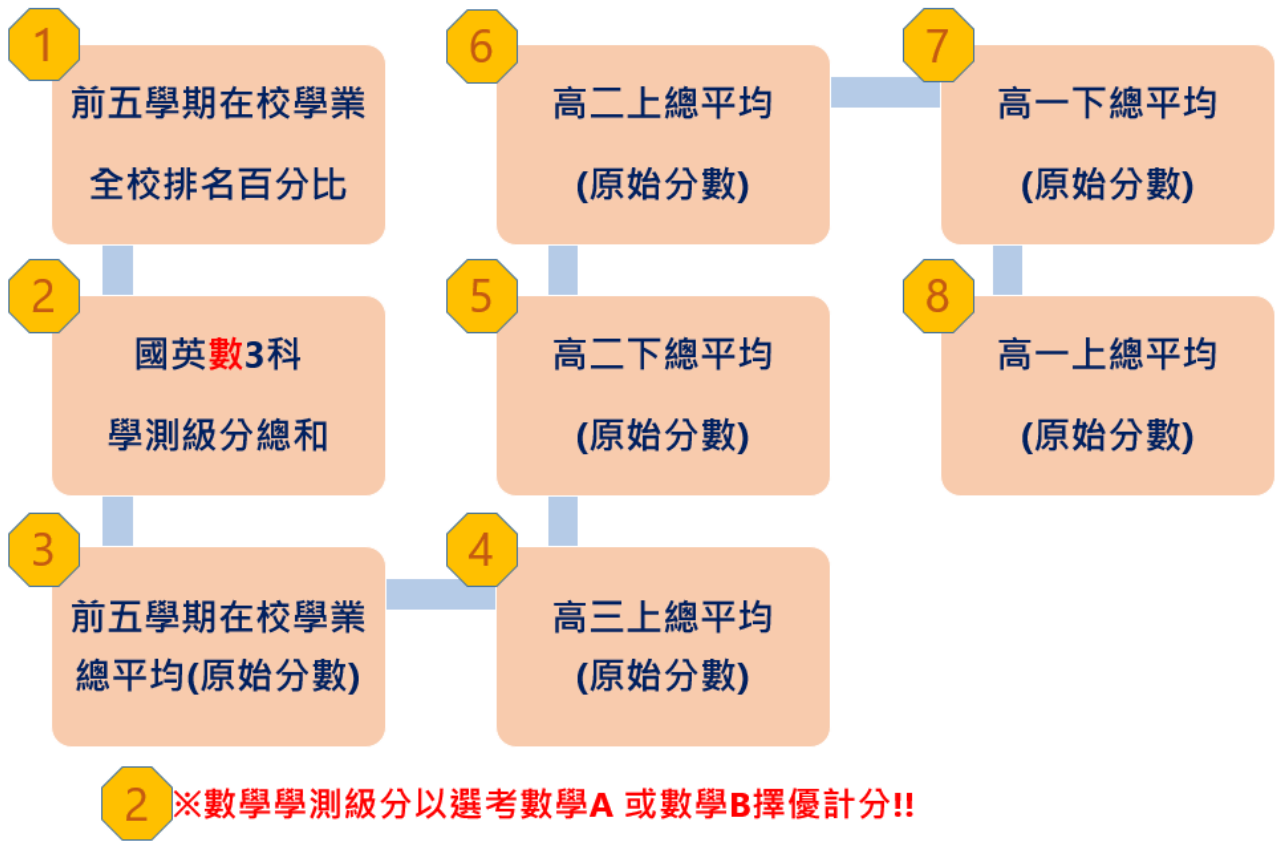 1
前五學期在校學業
全校排名百分比
2
國英數3科
學測級分總和
3
前五學期在校學業
總平均(原始分數)
4
高三上總平均
(原始分數)
5
高二下總平均
(原始分數)
6
高二上總平均
(原始分數)
7
高一下總平均
(原始分數)
8
高一上總平均
(原始分數)
2 ※數學學測級分以選考數學A 或數學B擇優計分!!